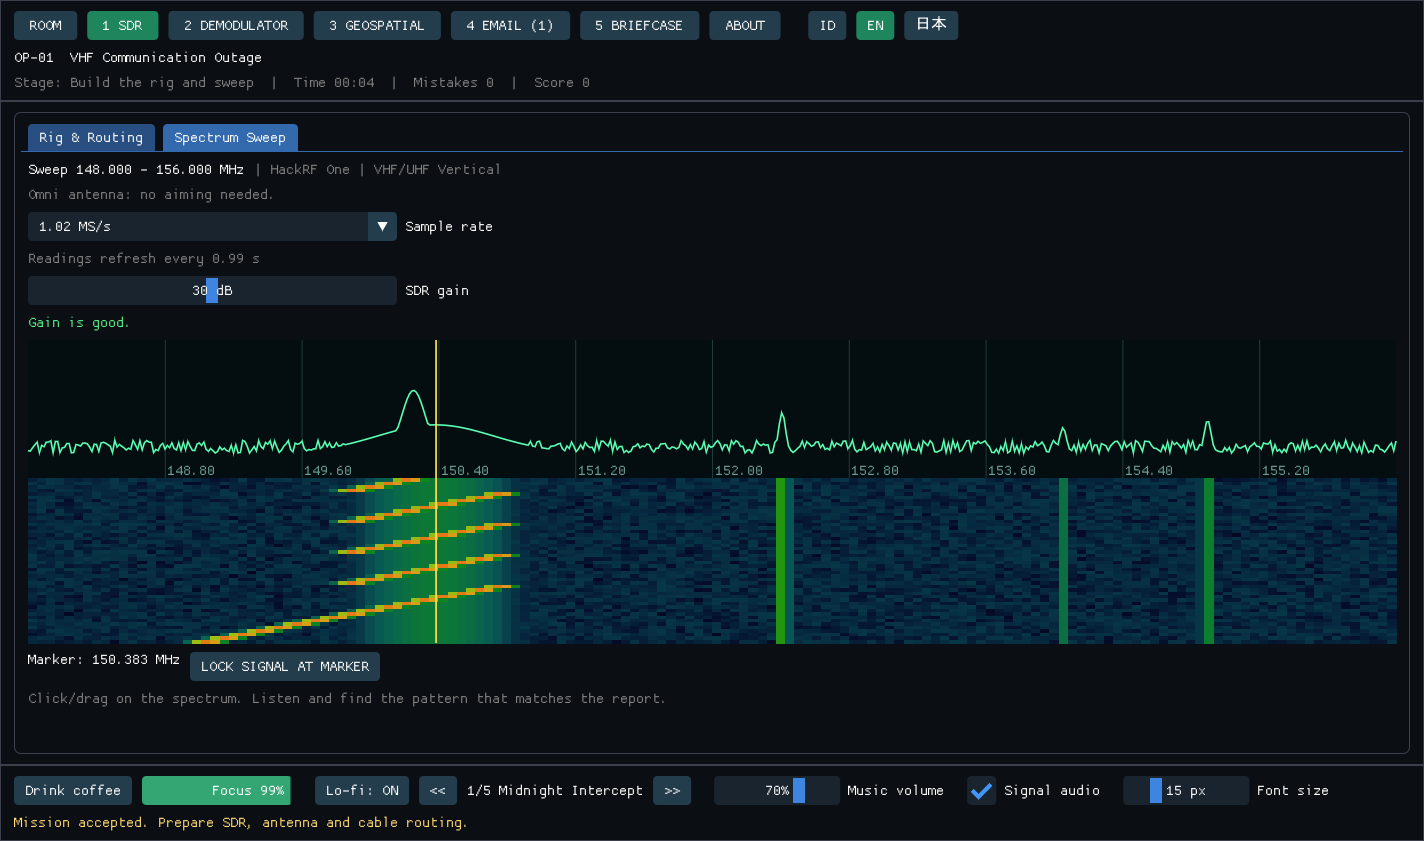 ROOM 1 SDR 2 DEMODULATOR 3 GEOSPATIAL 4 EMAIL (1) 5 BRIEFCASE ABOUT ID EN 日本
OP-01 VHF Communication Outage
Stage: Build the rig and sweep | Time 00:04 | Mistakes 0 | Score 0
Rig & Routing Spectrum Sweep
Sweep 148.000 - 156.000 MHz | HackRF One | VHF/UHF Vertical
Omni antenna: no aiming needed.
1.02 MS/s Sample rate
Readings refresh every 0.99 s
30 dB SDR gain
Gain is good.
148.80 149.60 150.40 151.20 152.00 152.80 153.60 154.40 155.20
Marker: 150.383 MHz LOCK SIGNAL AT MARKER
Click/drag on the spectrum. Listen and find the pattern that matches the report.
Drink coffee Focus 99% Lo-fi: ON << 1/5 Midnight Intercept >> 70% Music volume Signal audio 15 px Font size
Mission accepted. Prepare SDR, antenna and cable routing.